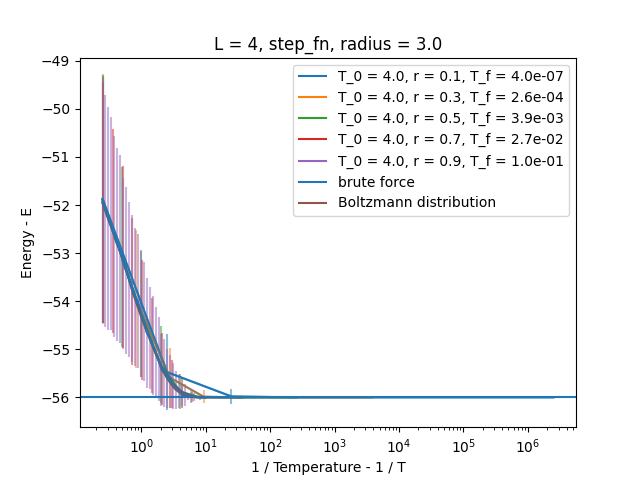 L = 4, step_fn, radius = 3.0
−49
−50
−51
−52
−53
−54
−55
−56
Energy - E
T_0 = 4.0, r = 0.1, T_f = 4.0e-07
T_0 = 4.0, r = 0.3, T_f = 2.6e-04
T_0 = 4.0, r = 0.5, T_f = 3.9e-03
T_0 = 4.0, r = 0.7, T_f = 2.7e-02
T_0 = 4.0, r = 0.9, T_f = 1.0e-01
brute force
Boltzmann distribution
10⁰ 10¹ 10² 10³ 10⁴ 10⁵ 10⁶
1 / Temperature - 1 / T